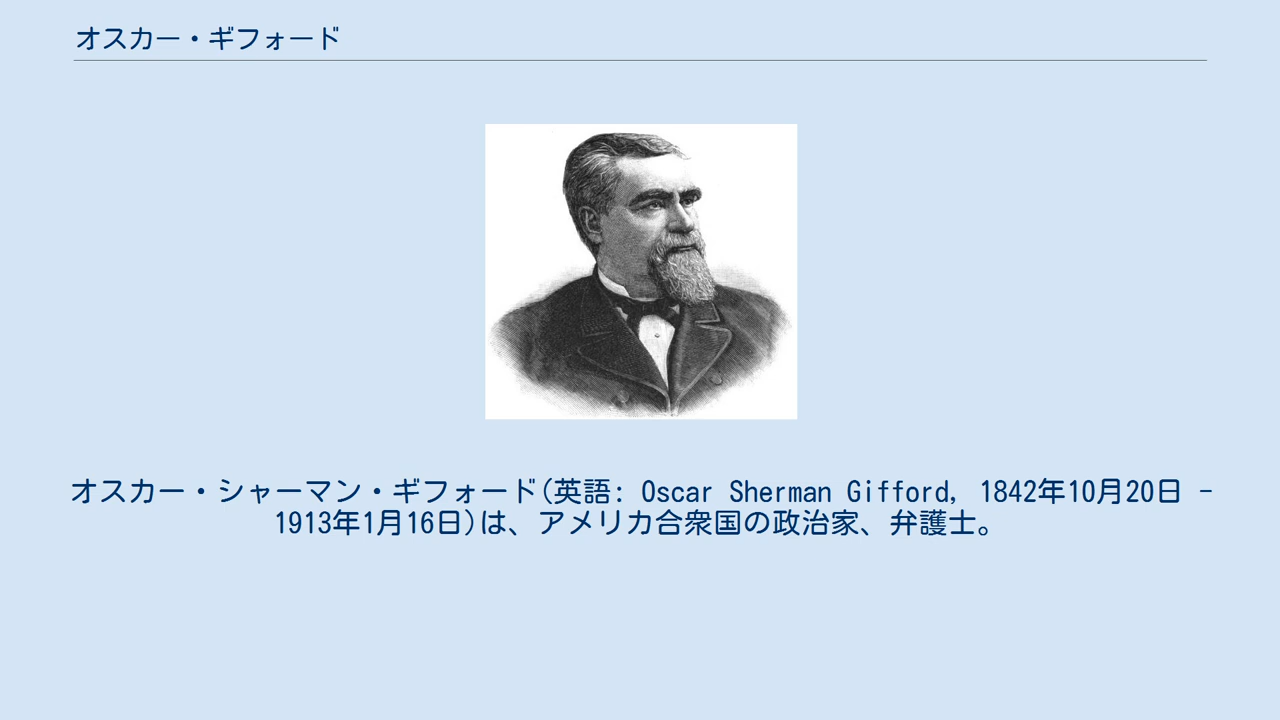 オスカー・ギフォード
オスカー・シャーマン・ギフォード(英語: Oscar Sherman Gifford, 1842年10月20日 -
1913年1月16日)は、アメリカ合衆国の政治家、弁護士。